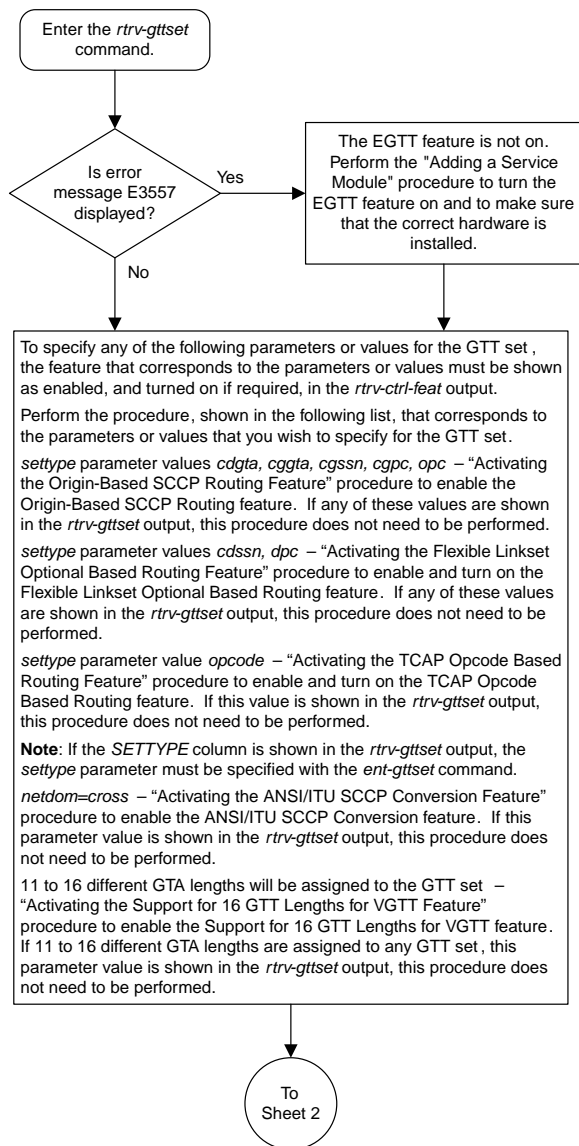 Enter the rtrv-gttset
command.
Is error
message E3557
displayed?
Yes
No
The EGTT feature is not on.
Perform the "Adding a Service
Module" procedure to turn the
EGTT feature on and to make sure
that the correct hardware is
installed.
To specify any of the following parameters or values for the GTT set ,
the feature that corresponds to the parameters or values must be shown
as enabled, and turned on if required, in the rtrv-ctrl-feat output.
Perform the procedure, shown in the following list, that corresponds to
the parameters or values that you wish to specify for the GTT set.
settype parameter values cdgta, cggta, cgssn, cgpc, opc – “Activating
the Origin-Based SCCP Routing Feature” procedure to enable the
Origin-Based SCCP Routing feature. If any of these values are shown
in the rtrv-gttset output, this procedure does not need to be performed.
settype parameter values cdssn, dpc – “Activating the Flexible Linkset
Optional Based Routing Feature” procedure to enable and turn on the
Flexible Linkset Optional Based Routing feature. If any of these values
are shown in the rtrv-gttset output, this procedure does not need to be
performed.
settype parameter value opcode – “Activating the TCAP Opcode Based
Routing Feature” procedure to enable and turn on the TCAP Opcode
Based Routing feature. If this value is shown in the rtrv-gttset output,
this procedure does not need to be performed.
Note: If the SETTYPE column is shown in the rtrv-gttset output, the
settype parameter must be specified with the ent-gttset command.
netdom=cross – “Activating the ANSI/ITU SCCP Conversion Feature”
procedure to enable the ANSI/ITU SCCP Conversion feature. If this
parameter value is shown in the rtrv-gttset output, this procedure does
not need to be performed.
11 to 16 different GTA lengths will be assigned to the GTT set –
“Activating the Support for 16 GTT Lengths for VGTT Feature”
procedure to enable the Support for 16 GTT Lengths for VGTT feature.
If 11 to 16 different GTA lengths are assigned to any GTT set , this
parameter value is shown in the rtrv-gttset output, this procedure does
not need to be performed.
To
Sheet 2